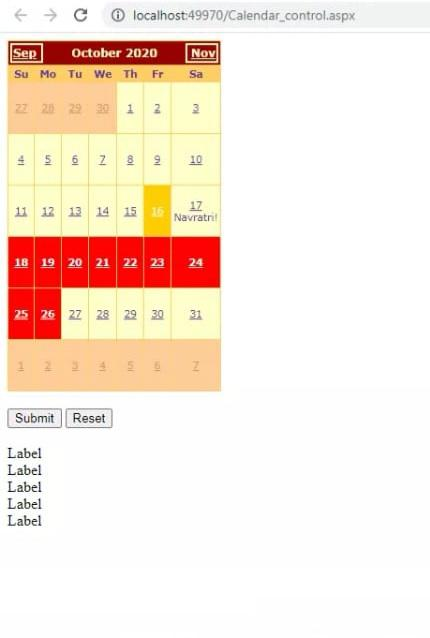 localhost:49970/Calendar_control.aspx
Sep October 2020 Nov
Su Mo Tu We Th Fr Sa
27 28 29 30 1 2 3
4 5 6 7 8 9 10
11 12 13 14 15 16 17
Navratri!
18 19 20 21 22 23 24
25 26 27 28 29 30 31
1 2 3 4 5 6 7
Submit Reset
Label
Label
Label
Label
Label